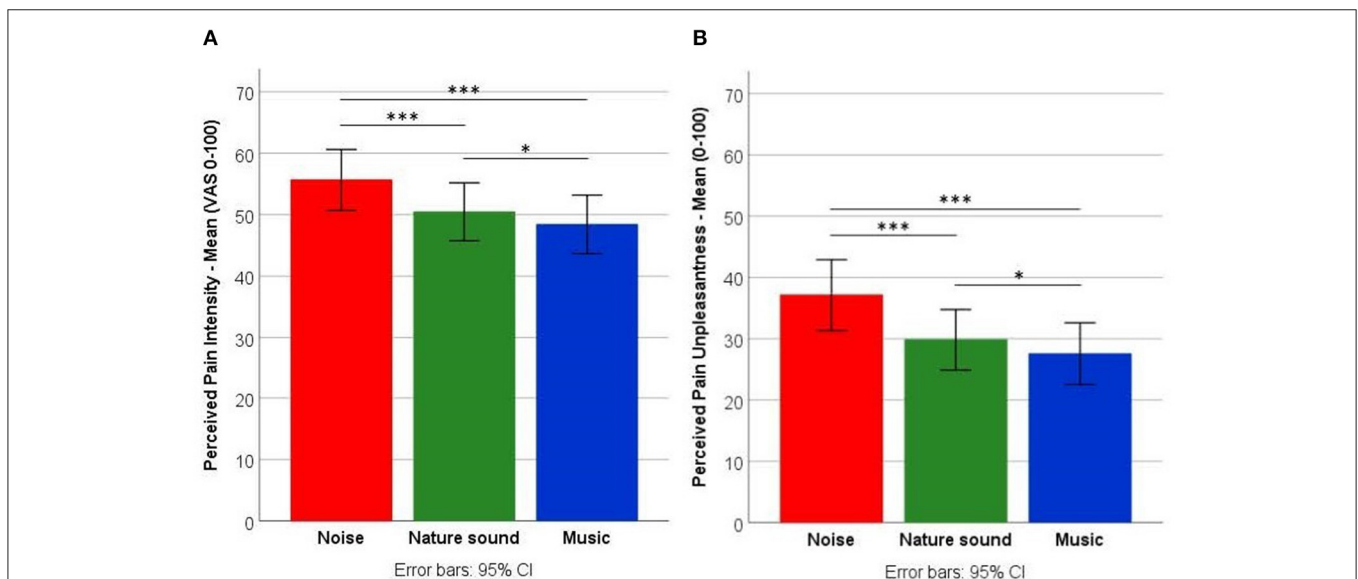 A
Perceived Pain Intensity - Mean (VAS 0-100)
70
60
50
40
30
20
10
0
***
***
*
Noise Nature sound Music
Error bars: 95% CI
B
Perceived Pain Unpleasantness - Mean (0-100)
70
60
50
40
30
20
10
0
***
***
*
Noise Nature sound Music
Error bars: 95% CI